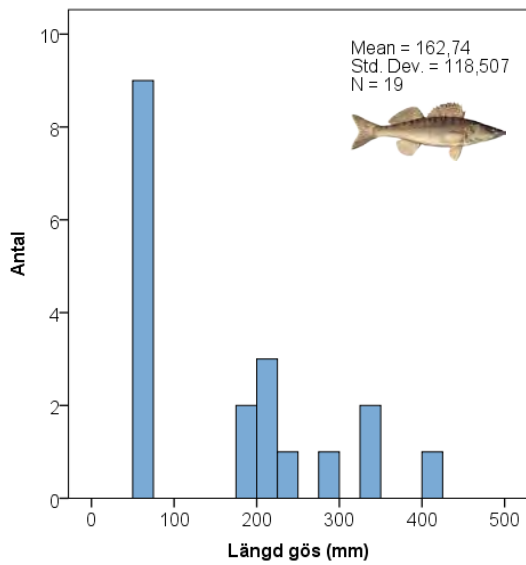 10
Mean = 162,74
Std. Dev. = 118,507
N = 19
8
6
Antal
4
2
0
0 100 200 300 400 500
Längd gös (mm)